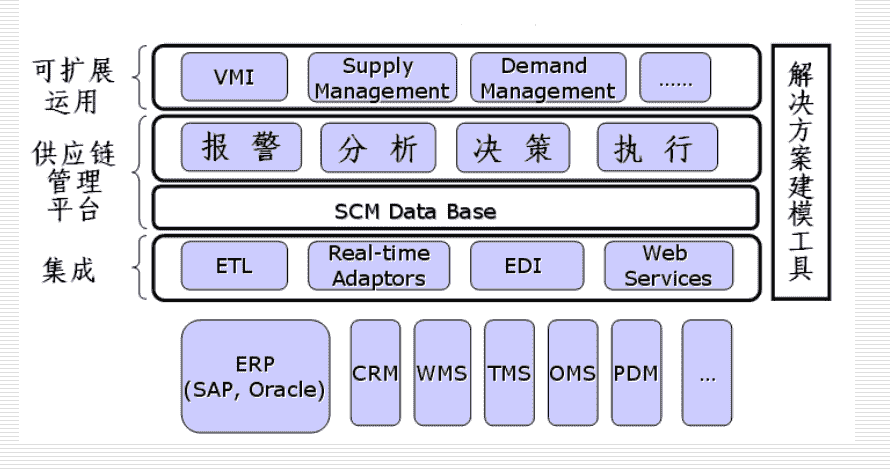 可扩展
运用
VMI
Supply
Management
Demand
Management
......
供应链
管理
平台
报 警
分 析
决 策
执 行
SCM Data Base
集成
ETL
Real-time
Adaptors
EDI
Web
Services
解决方案建模工具
ERP
(SAP, Oracle)
CRM
WMS
TMS
OMS
PDM
...